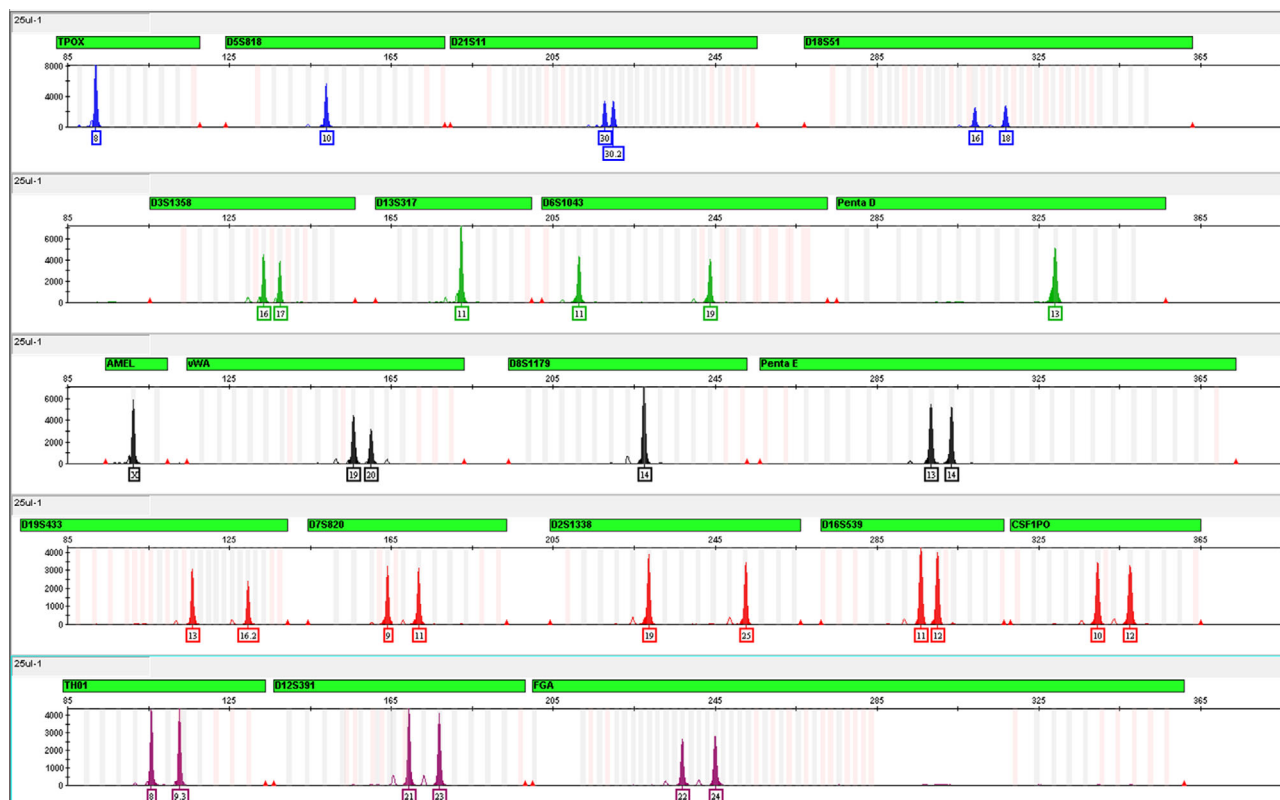 25ul-1
TPOX D5S818 D21S11 D18S51
85 125 165 205 245 285 325 365
8000
4000
0
8 10 30 16 18
30.2
25ul-1
D3S1358 D13S317 D6S1043 Penta D
85 125 165 205 245 285 325 365
6000
4000
2000
0
16 17 11 11 19 13
25ul-1
AMEL vWA D8S1179 Penta E
85 125 165 205 245 285 325 365
6000
4000
2000
0
19 20 14 13 14
25ul-1
D19S433 D7S820 D2S1338 D16S539 CSF1PO
85 125 165 205 245 285 325 365
4000
3000
2000
1000
0
13 16.2 9 11 19 25 11 12 10 12
25ul-1
TH01 D12S391 FGA
85 125 165 205 245 285 325 365
4000
3000
2000
1000
0
8 9.3 21 23 22 24